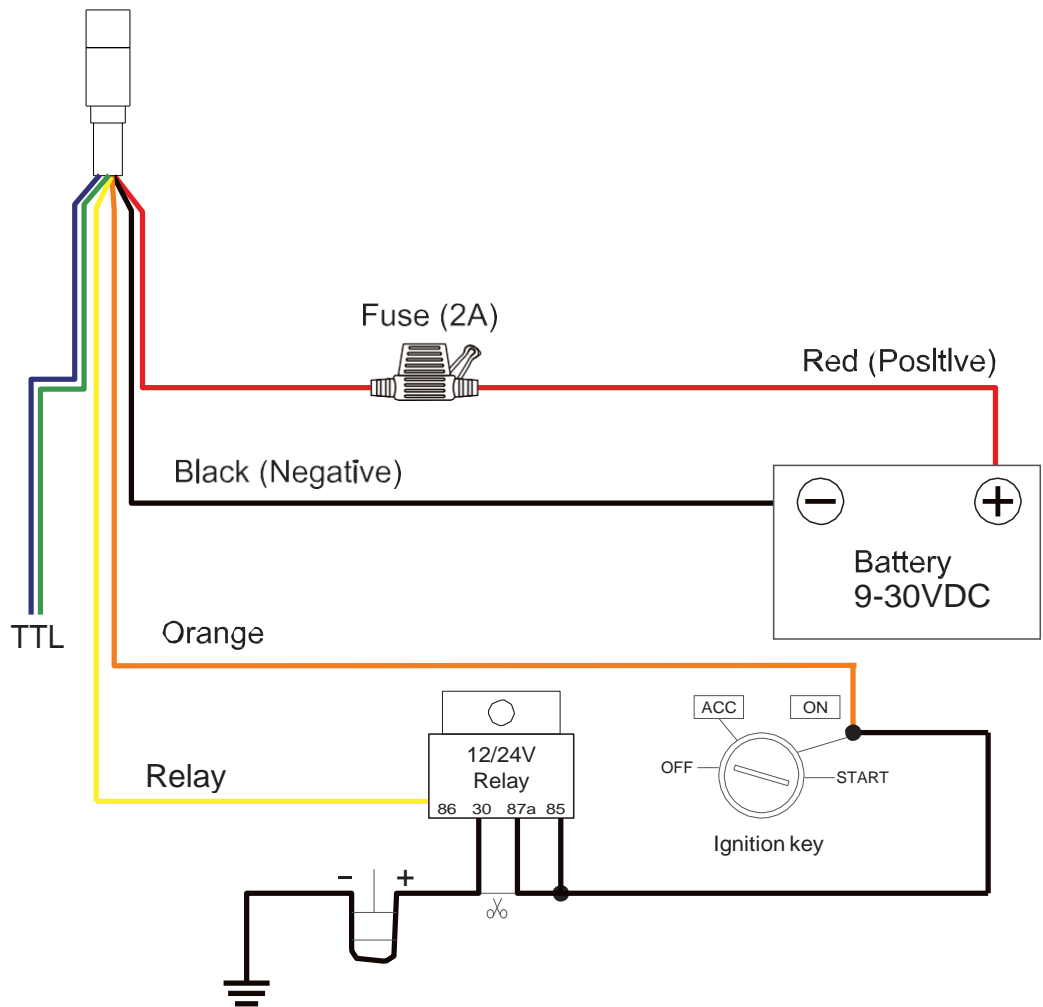 Fuse (2A)
Red (Positive)
Black (Negative)
Battery
9-30VDC
TTL
Orange
ACC
ON
12/24V
Relay
OFF
START
Relay
86 30 87a 85
Ignition key
- +